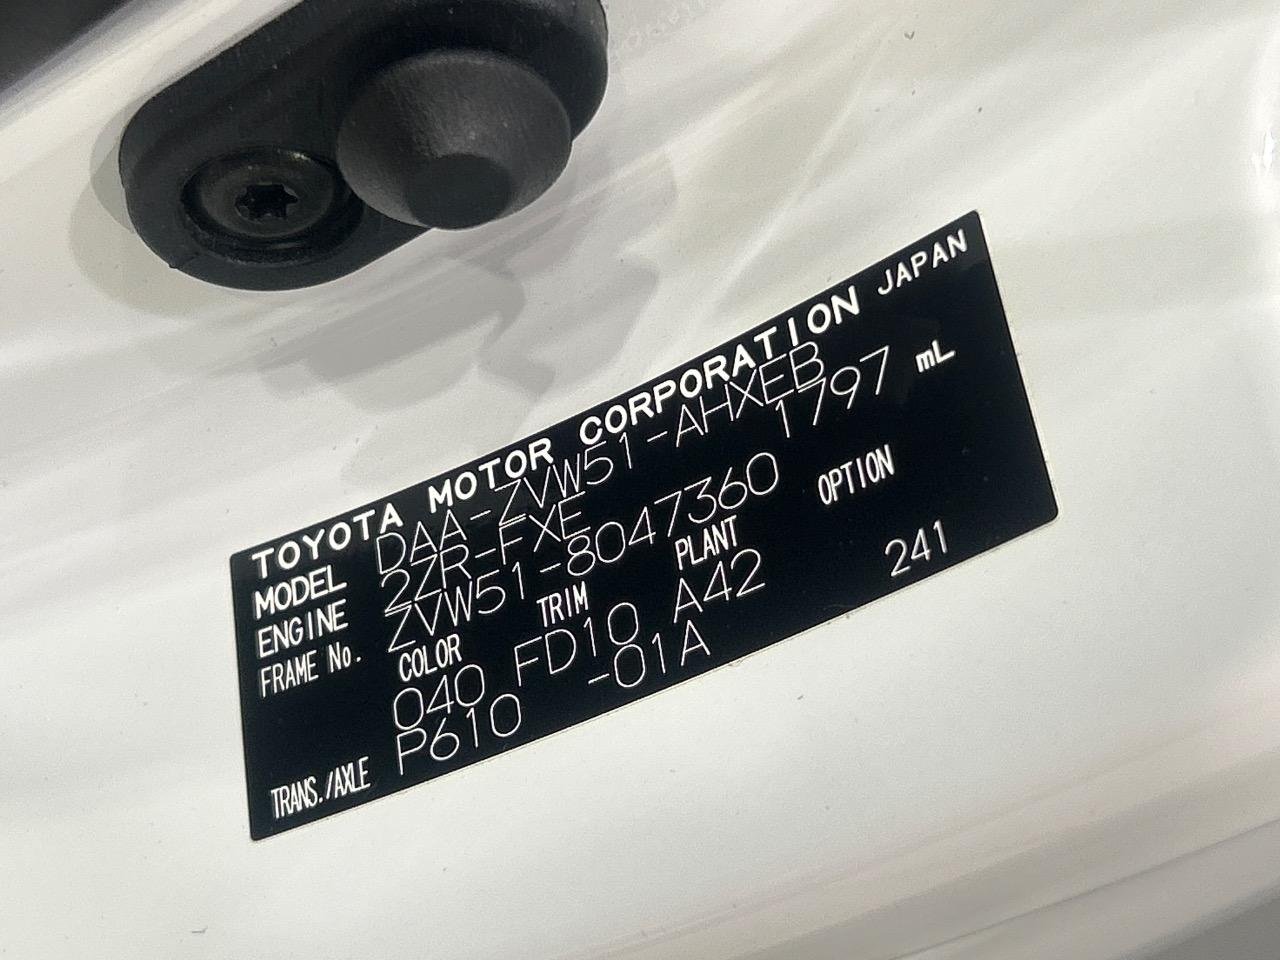 TOYOTA MOTOR CORPORATION JAPAN
MODEL DAA-ZVW51-AHXEB
ENGINE 2ZR-FXE 1797 mL
FRAME No. ZVW51-8047360
COLOR TRIM PLANT OPTION
040 FD10 A42 241
TRANS./AXLE P610 -01A